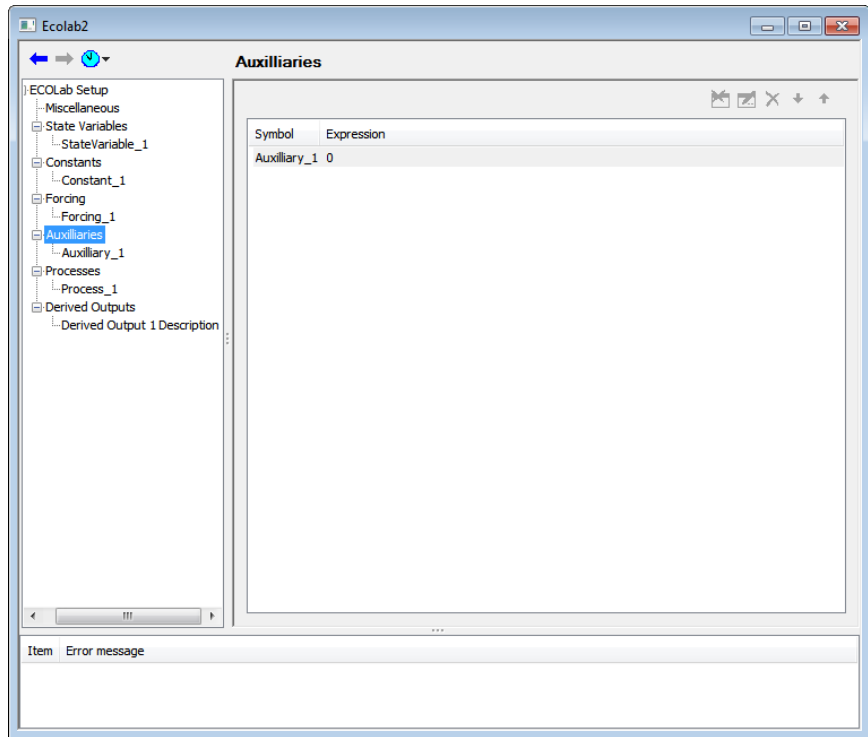 Ecolab2
Auxilliaries
ECOLab Setup
Miscellaneous
State Variables
StateVariable_1
Constants
Constant_1
Forcing
Forcing_1
Auxilliaries
Auxilliary_1
Processes
Process_1
Derived Outputs
Derived Output 1 Description
Symbol Expression
Auxilliary_1 0
Item Error message